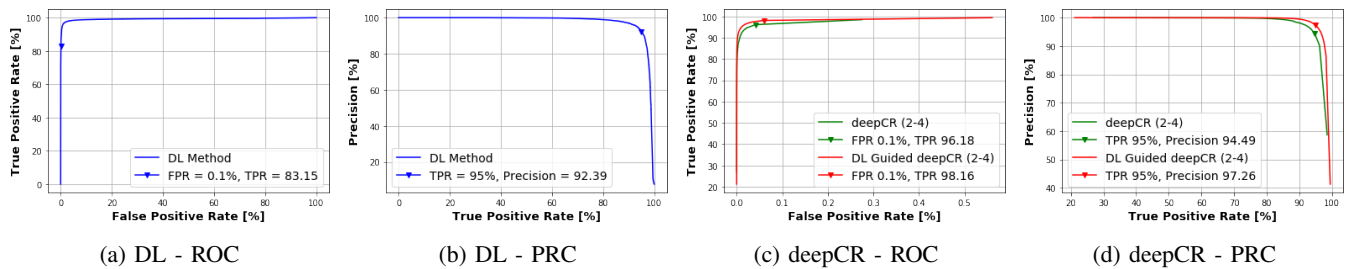 True Positive Rate [%]
100
80
60
40
20
0
DL Method
FPR = 0.1%, TPR = 83.15
0 20 40 60 80 100
False Positive Rate [%]
(a) DL - ROC
Precision [%]
100
80
60
40
20
DL Method
TPR = 95%, Precision = 92.39
0 20 40 60 80 100
True Positive Rate [%]
(b) DL - PRC
True Positive Rate [%]
100
90
80
70
60
50
40
30
20
deepCR (2-4)
FPR 0.1%, TPR 96.18
DL Guided deepCR (2-4)
FPR 0.1%, TPR 98.16
0.0 0.1 0.2 0.3 0.4 0.5
False Positive Rate [%]
(c) deepCR - ROC
Precision [%]
100
90
80
70
60
50
40
deepCR (2-4)
TPR 95%, Precision 94.49
DL Guided deepCR (2-4)
TPR 95%, Precision 97.26
20 30 40 50 60 70 80 90 100
True Positive Rate [%]
(d) deepCR - PRC